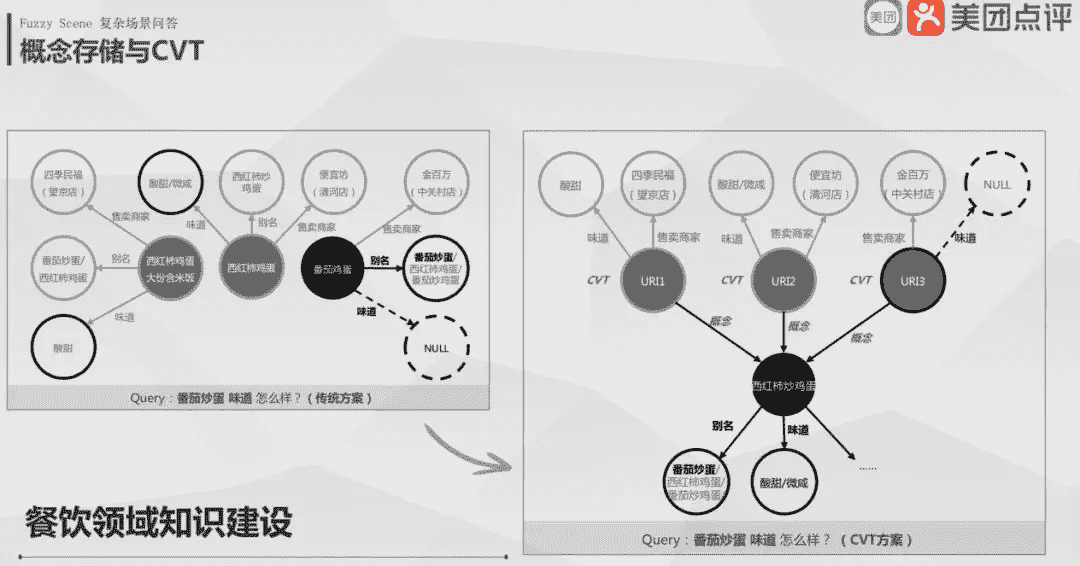 Fuzzy Scene 复杂场景问答
概念存储与CVT
美团
美团点评
四季民福
（望京店）
酸甜/微咸
西红柿炒
鸡蛋
便宜坊
（清河店）
金百万
（中关村店）
售卖商家
味道
别名
售卖商家
售卖商家
番茄炒蛋/
西红柿鸡蛋
别名
西红柿鸡蛋
大份含米饭
西红柿鸡蛋
番茄鸡蛋
别名
番茄炒蛋/
西红柿鸡蛋/
番茄炒鸡蛋
味道
味道
酸甜
NULL
Query：番茄炒蛋 味道 怎么样？（传统方案）
酸甜
四季民福
（望京店）
酸甜/微咸
便宜坊
（清河店）
金百万
（中关村店）
NULL
味道
售卖商家
味道
售卖商家
售卖商家
味道
CVT
URI1
CVT
URI2
CVT
URI3
概念
概念
概念
西红柿炒鸡蛋
别名
味道
番茄炒蛋/
西红柿鸡蛋/
番茄炒鸡蛋
酸甜/微咸
……
Query：番茄炒蛋 味道 怎么样？（CVT方案）
餐饮领域知识建设